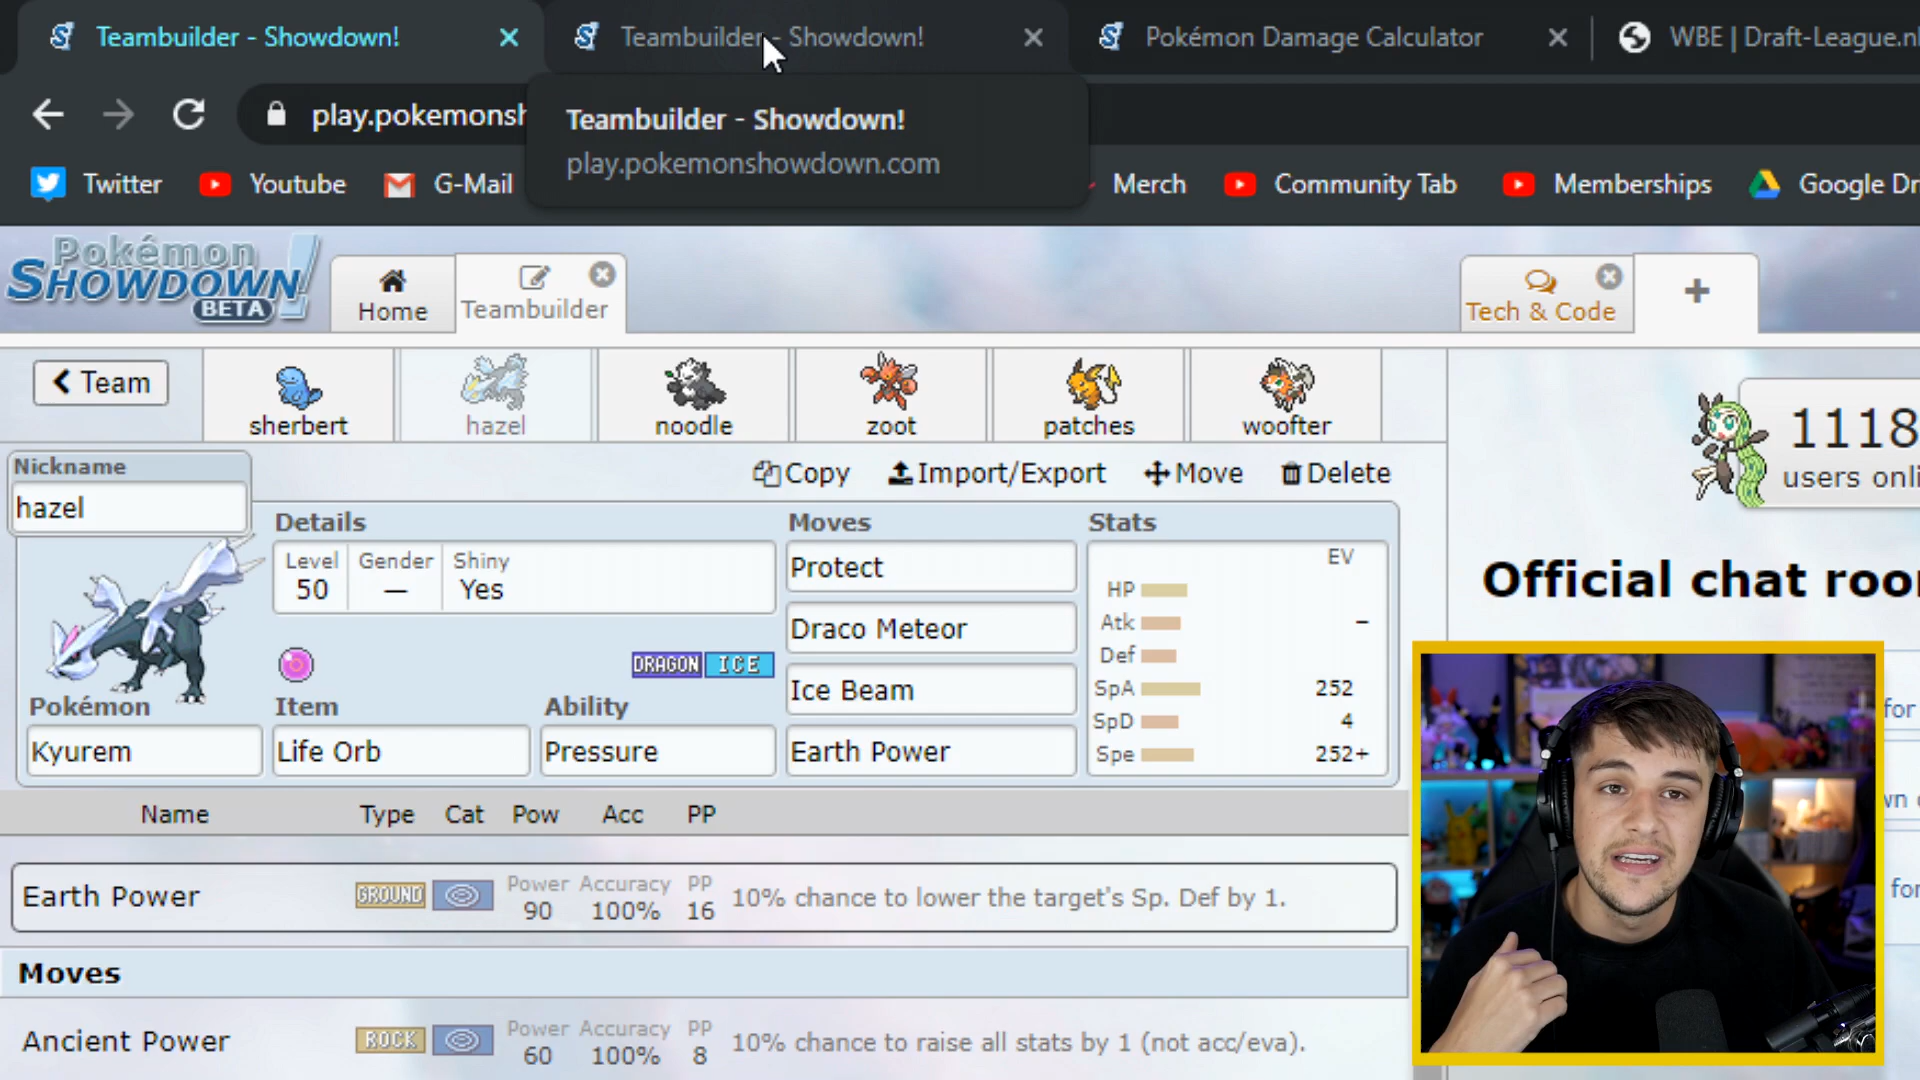 Teambuilder - Showdown!
Teambuilder - Showdown!
Pokémon Damage Calculator
WBE | Draft-League.nl
play.pokemonsh
Teambuilder - Showdown!
play.pokemonshowdown.com
Twitter
Youtube
G-Mail
Merch
Community Tab
Memberships
Google Dr
Pokémon
SHOWDOWN!
BETA
Home
Teambuilder
Tech & Code
+
Team
sherbert
hazel
noodle
zoot
patches
woofter
1118
users onli
Nickname
hazel
Copy
Import/Export
Move
Delete
Details
Moves
Stats
Level
Gender
Shiny
50
—
Yes
Protect
EV
HP
Atk
–
Def
Draco Meteor
DRAGON
ICE
Ice Beam
SpA
252
SpD
4
Spe
252+
Pokémon
Item
Ability
Kyurem
Life Orb
Pressure
Earth Power
Official chat roo
for
wn
for
Name Type Cat Pow Acc PP
Earth Power GROUND Power 90 Accuracy 100% PP 16 10% chance to lower the target's Sp. Def by 1.
Moves
Ancient Power ROCK Power 60 Accuracy 100% PP 8 10% chance to raise all stats by 1 (not acc/eva).